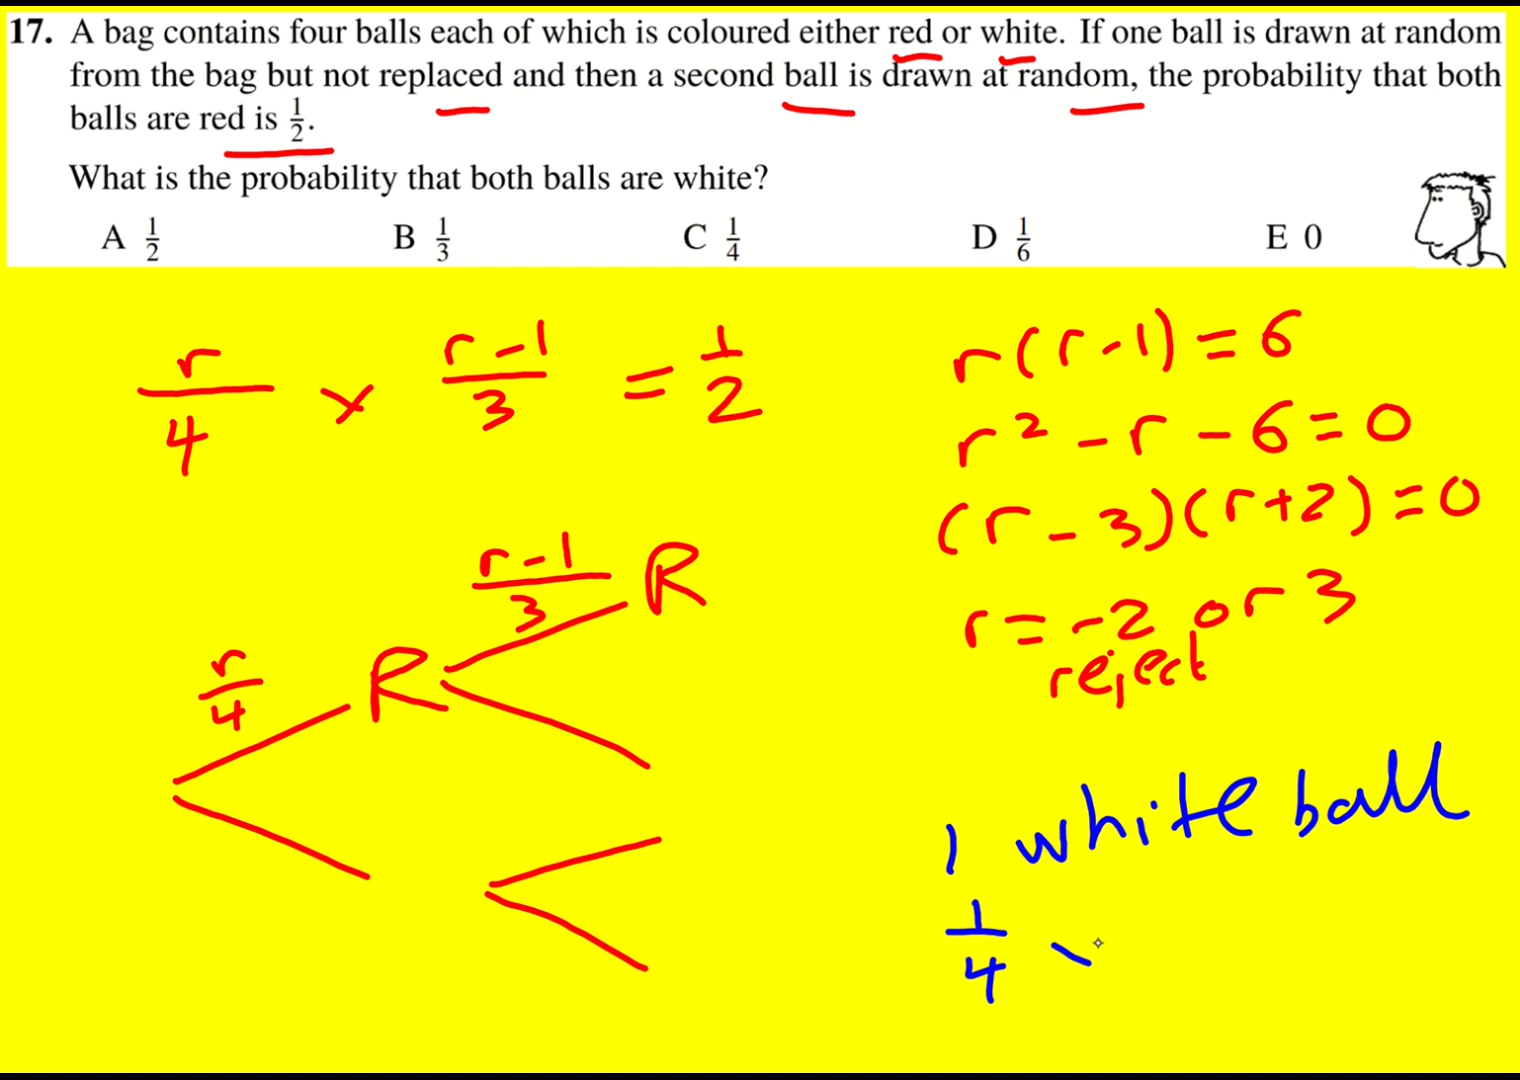 17. A bag contains four balls each of which is coloured either red or white. If one ball is drawn at random
from the bag but not replaced and then a second ball is drawn at random, the probability that both
balls are red is 1/2.
What is the probability that both balls are white?
A 1/2 B 1/3 C 1/4 D 1/6 E 0
r/4 × (r-1)/3 = 1/2
r(r-1)=6
r² - r - 6 = 0
(r-3)(r+2)=0
r = -2 or 3
reject
(r-1)/3 R
r/4 R
1 white ball
1/4